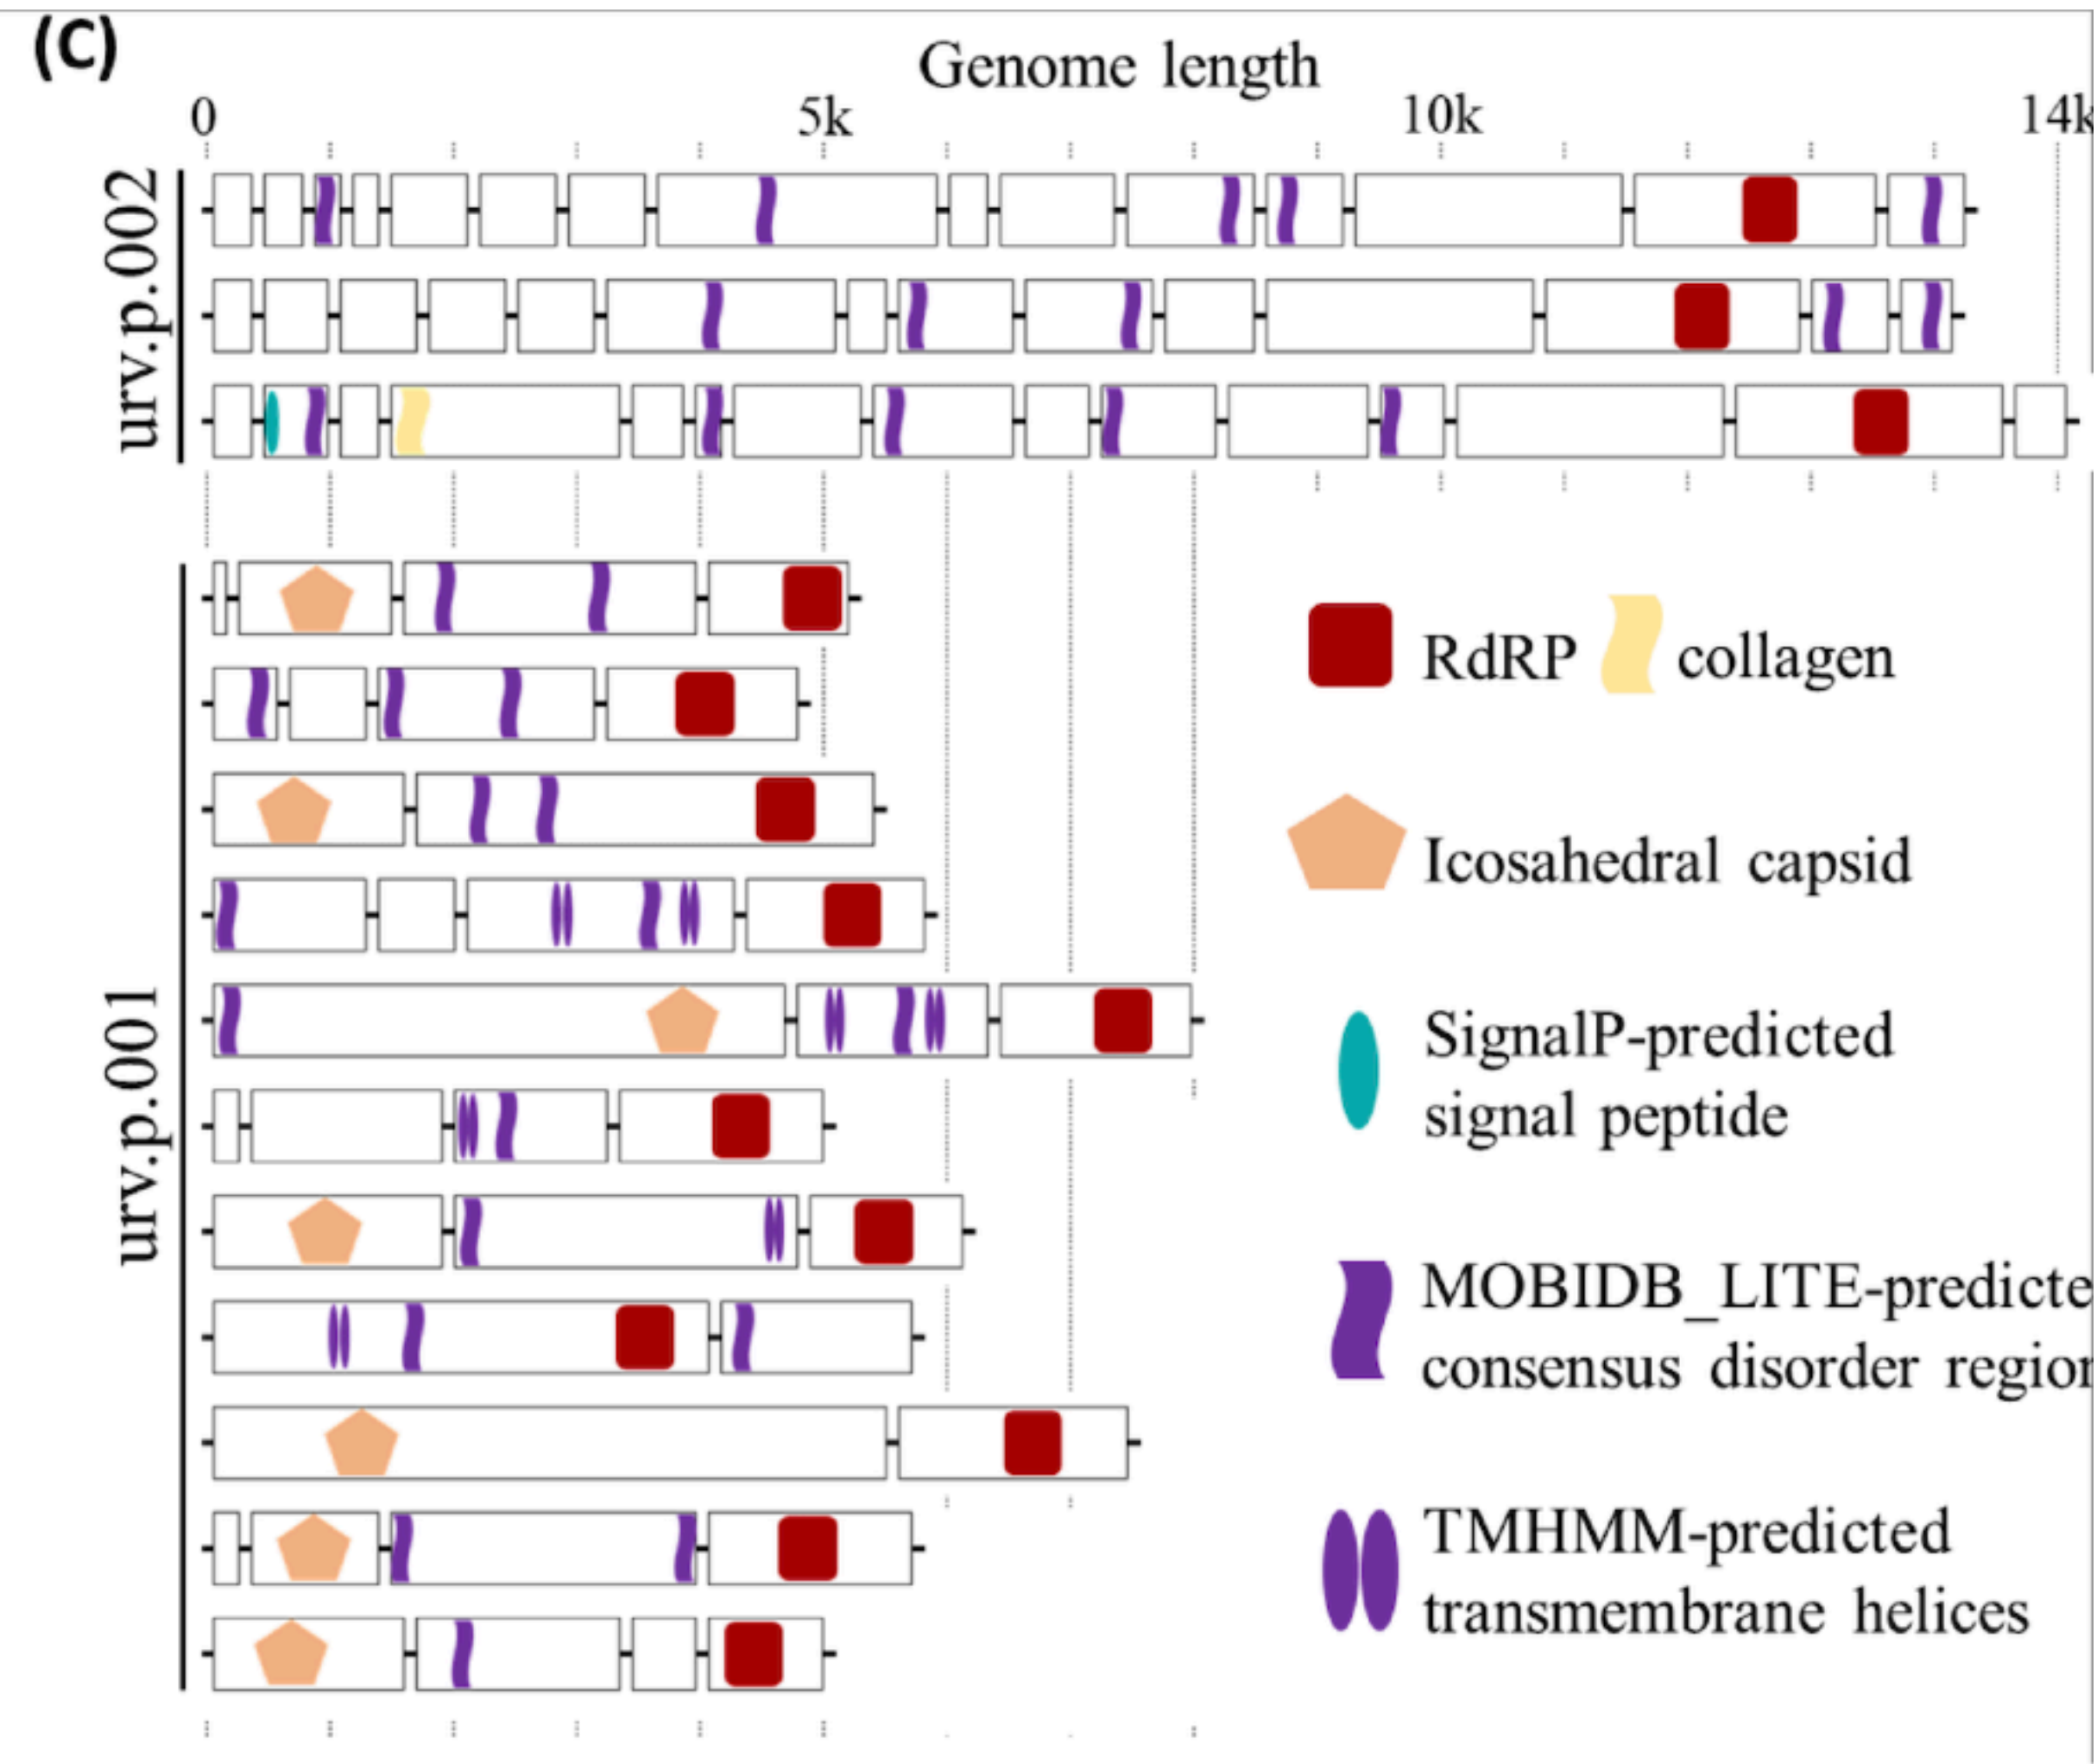 (C)
Genome length
0 5k 10k 14k
urv.p.002
urv.p.001
RdRP collagen
Icosahedral capsid
SignalP-predicted
signal peptide
MOBIDB_LITE-predicte
consensus disorder region
TMHMM-predicted
transmembrane helices